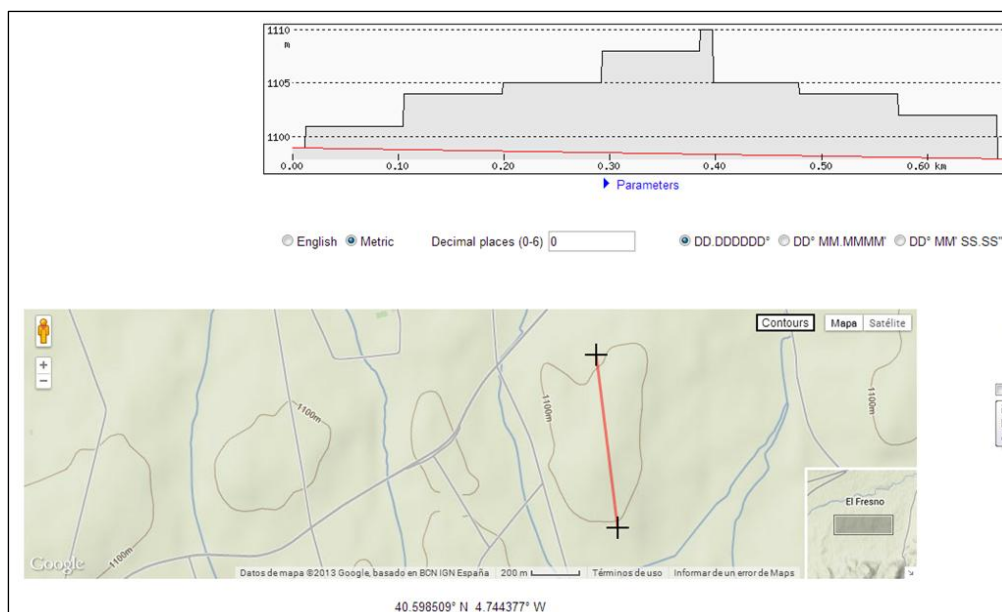 1110
m
1105
1100
0.00 0.10 0.20 0.30 0.40 0.50 0.60 km
Parameters
English Metric Decimal places (0-6) 0 DD.DDDDDD° DD° MM.MMMM' DD° MM' SS.SS"
Contours Mapa Satélite
+
−
1100m
1100m
1100m
1100m
1100m
El Fresno
Google
Datos de mapa ©2013 Google, basado en BCN IGN España 200 m Términos de uso Informar de un error de Maps
40.598509° N 4.744377° W